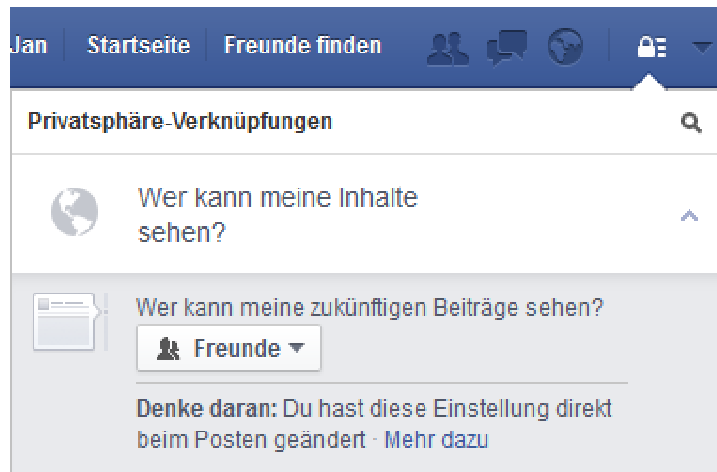 Jan Startseite Freunde finden
Privatsphäre-Verknüpfungen
Wer kann meine Inhalte
sehen?
Wer kann meine zukünftigen Beiträge sehen?
Freunde
Denke daran: Du hast diese Einstellung direkt
beim Posten geändert · Mehr dazu